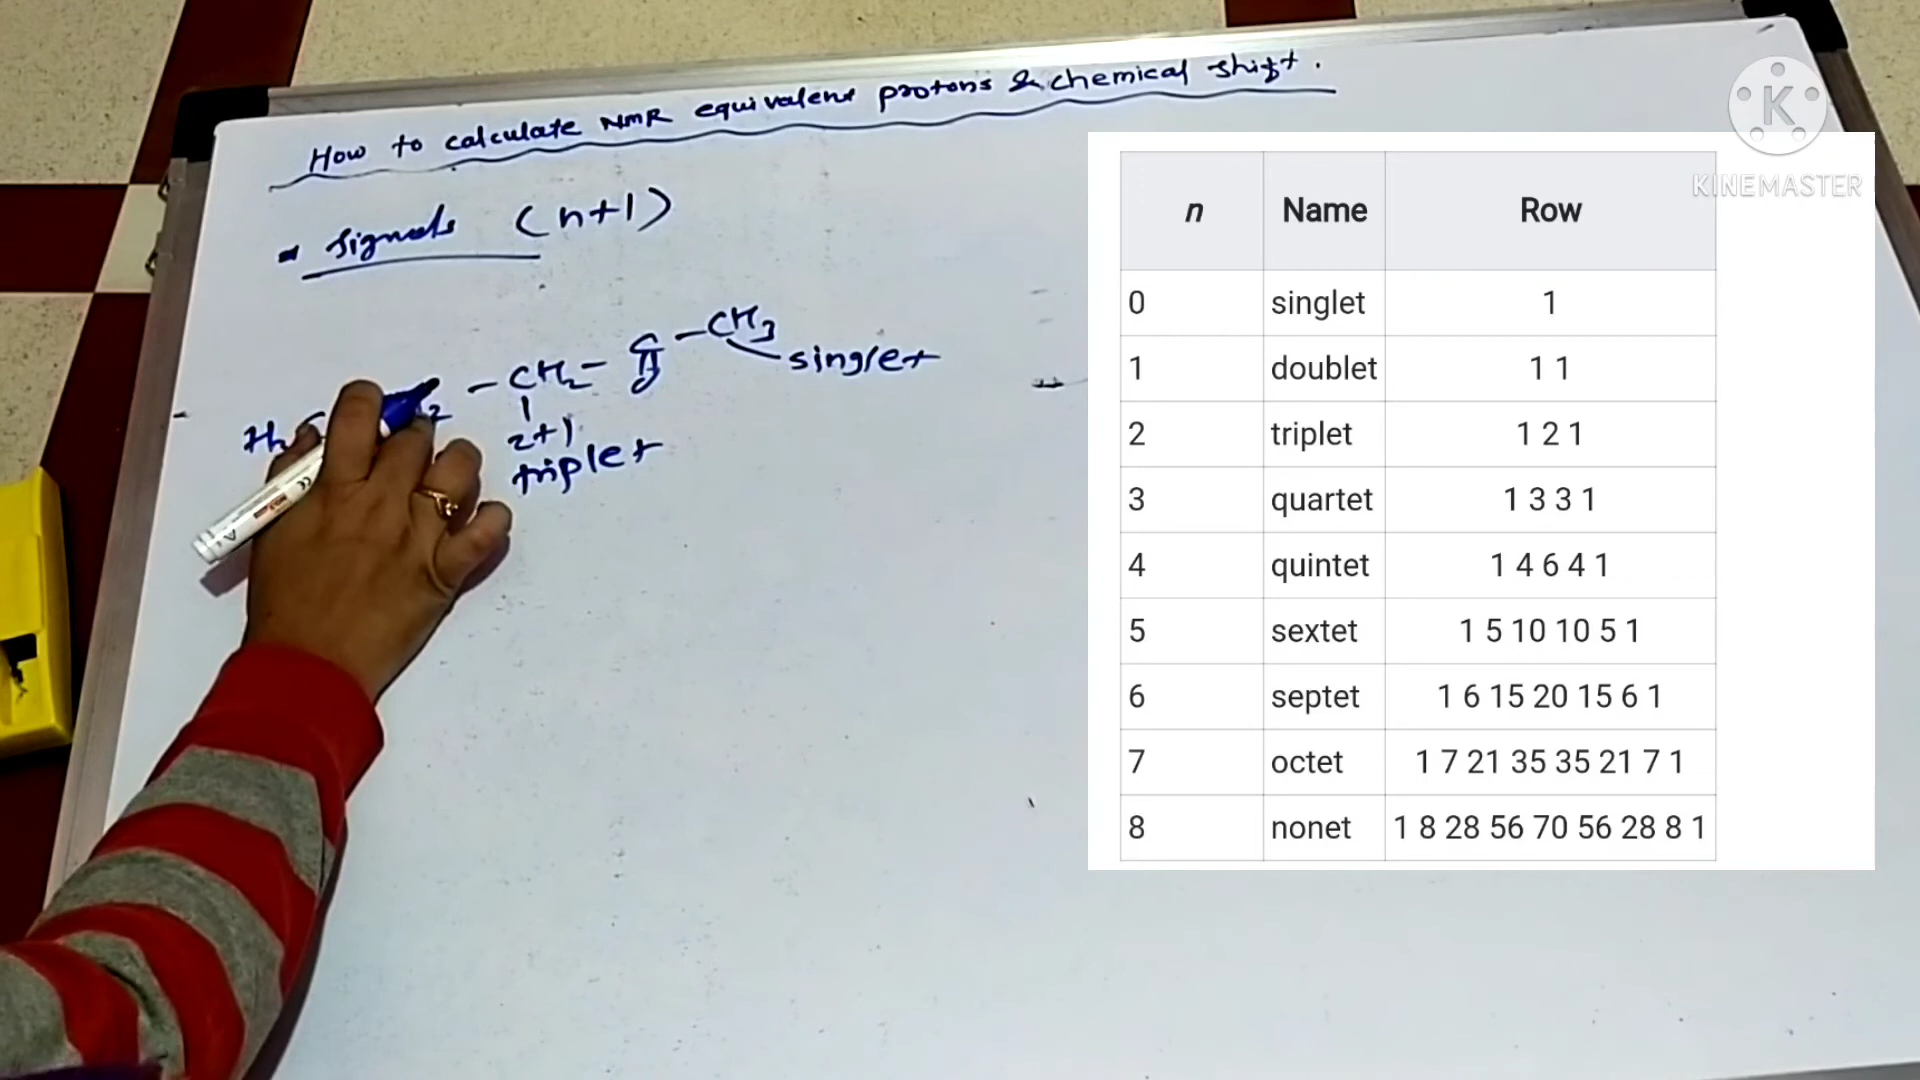 How to calculate NMR equivalent protons & chemical shift.
- Signals (n+1)
- CH2 - C - CH3
O
singlet
2+1
triplet
KINEMASTER
n Name Row
0 singlet 1
1 doublet 1 1
2 triplet 1 2 1
3 quartet 1 3 3 1
4 quintet 1 4 6 4 1
5 sextet 1 5 10 10 5 1
6 septet 1 6 15 20 15 6 1
7 octet 1 7 21 35 35 21 7 1
8 nonet 1 8 28 56 70 56 28 8 1